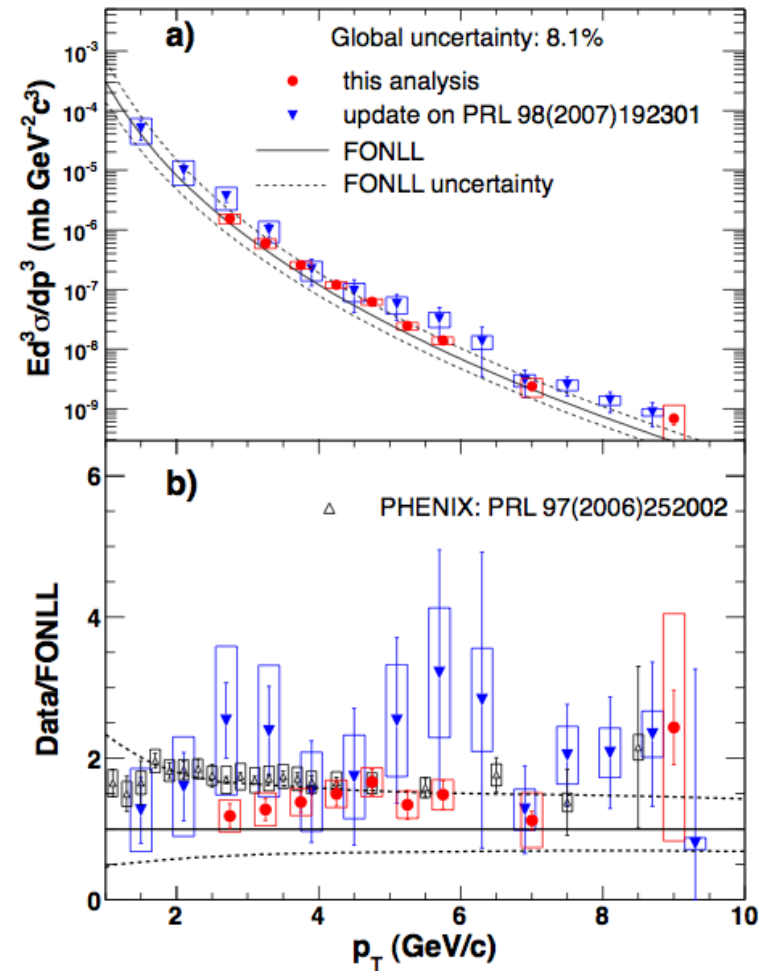 a)
Global uncertainty: 8.1%
this analysis
update on PRL 98(2007)192301
FONLL
FONLL uncertainty
Ed³σ/dp³ (mb GeV⁻²c³)
10⁻³
10⁻⁴
10⁻⁵
10⁻⁶
10⁻⁷
10⁻⁸
10⁻⁹
b)
PHENIX: PRL 97(2006)252002
Data/FONLL
6
4
2
0
2 4 6 8 10
p_T (GeV/c)